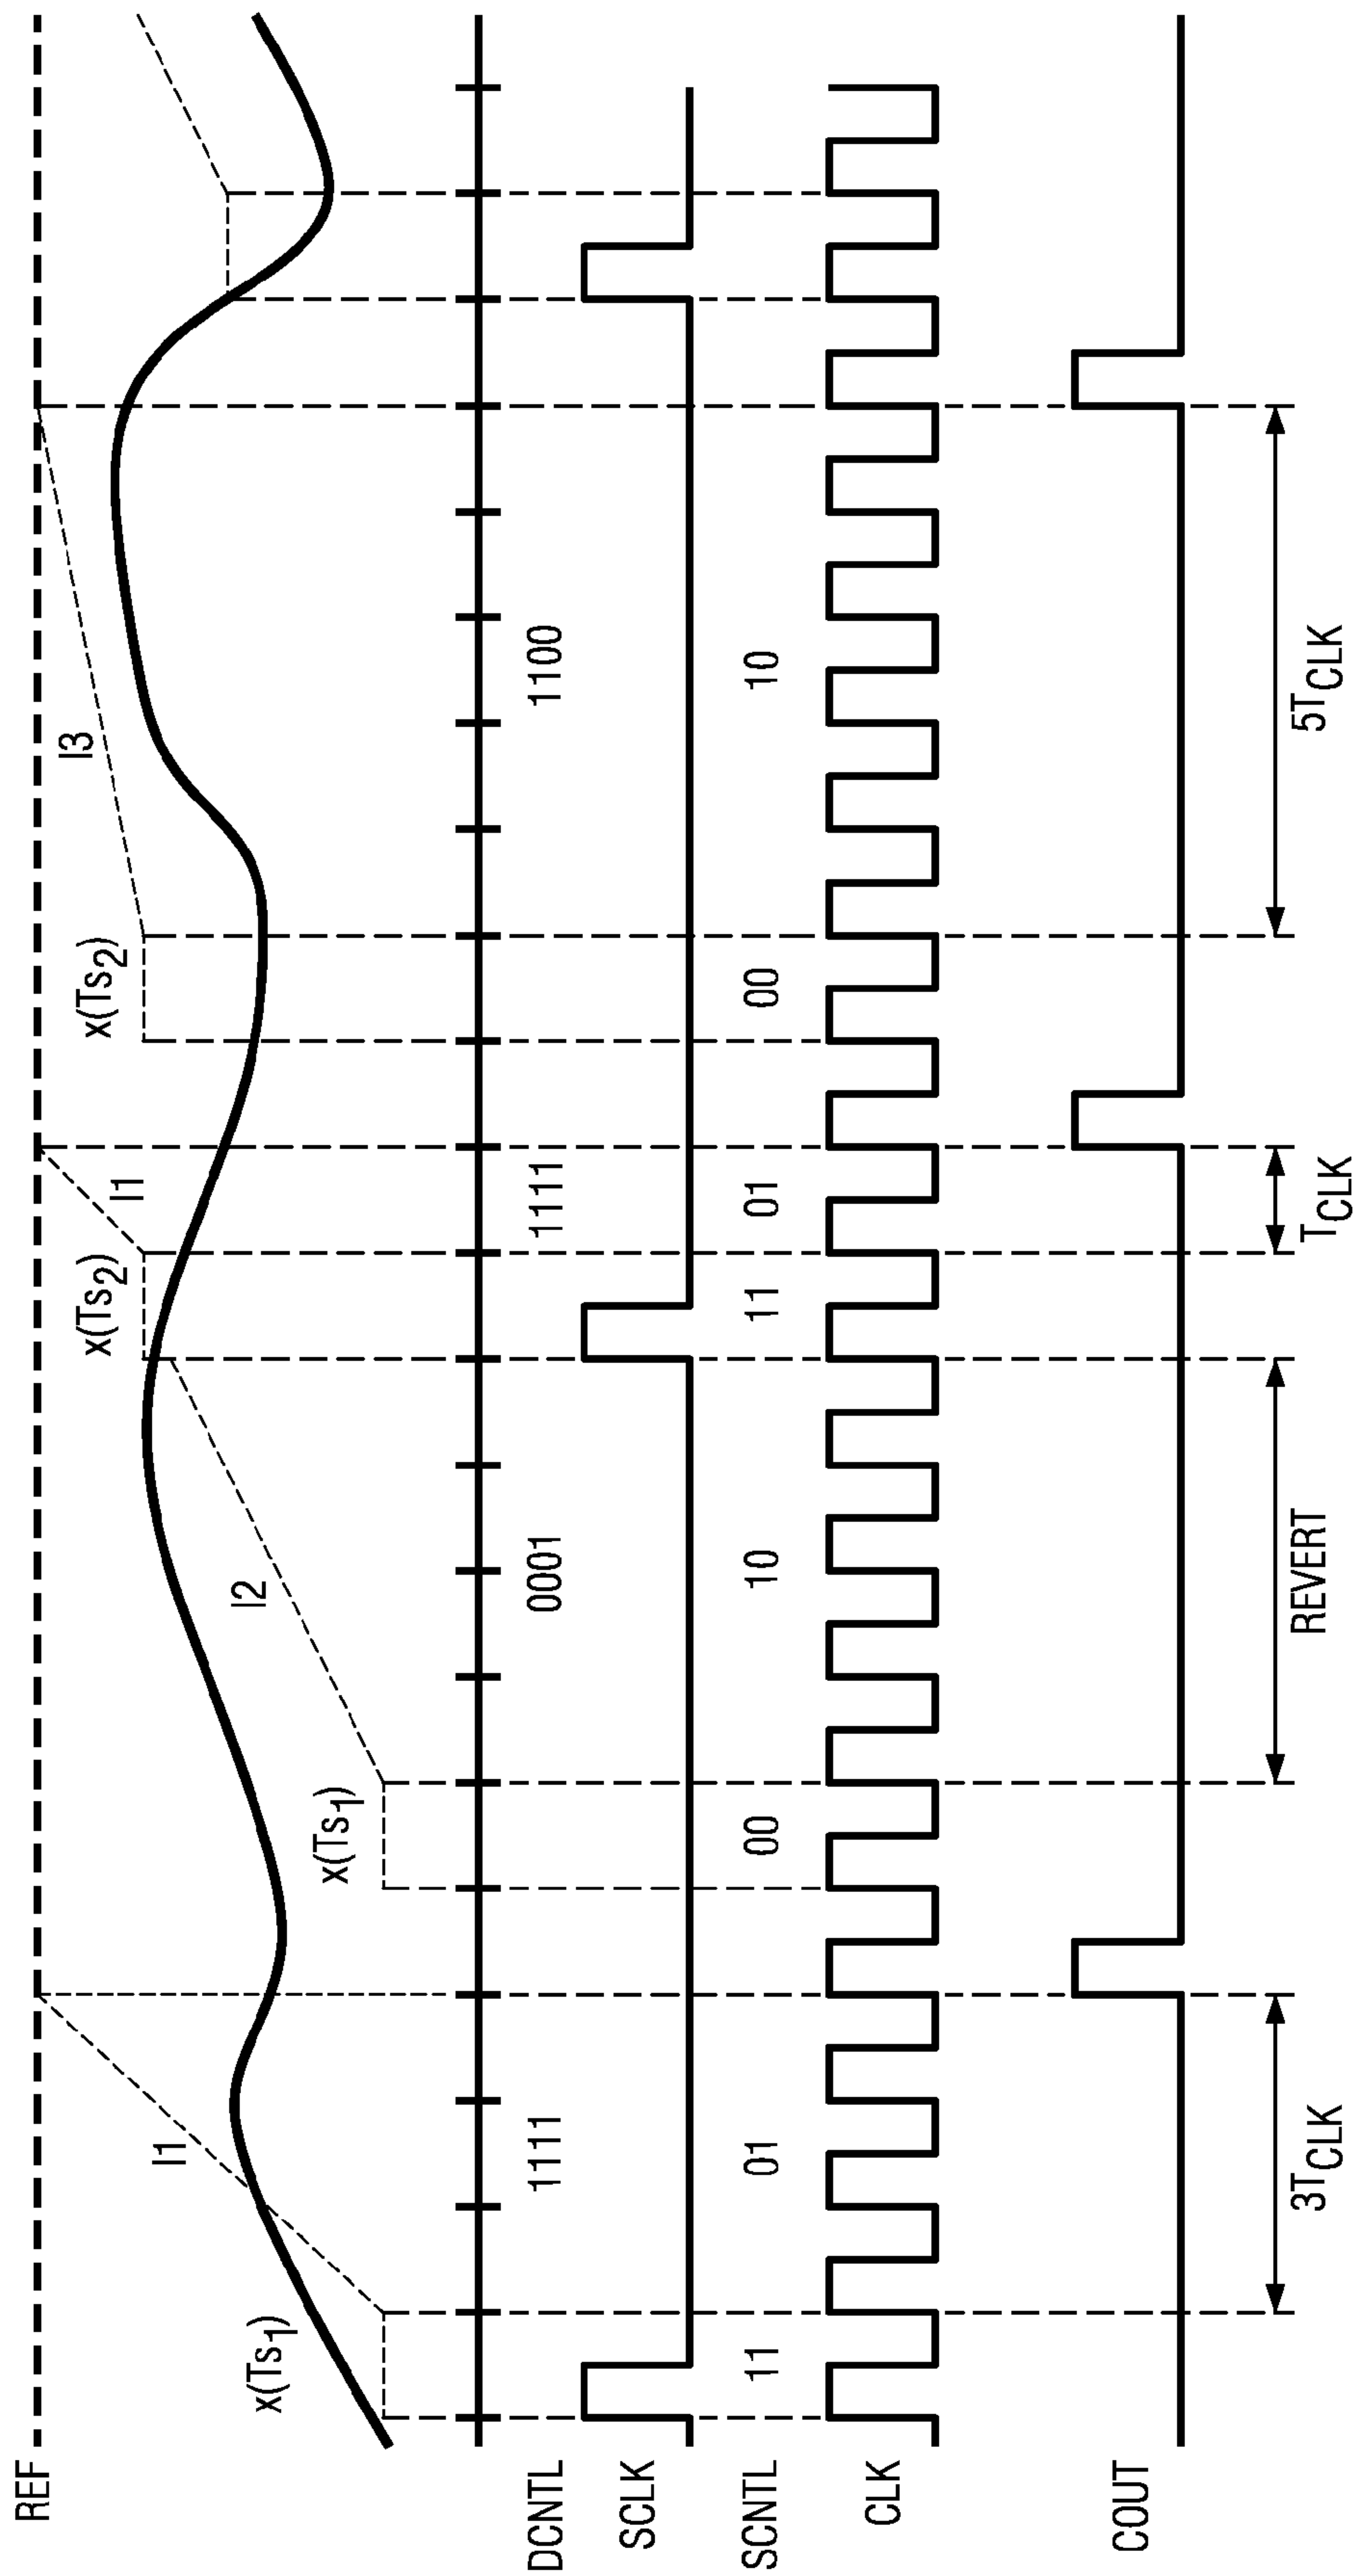 REF
x(Ts1)
I1
x(Ts1)
I2
x(Ts2)
I1
x(Ts2)
I3
DCNTL 1111 0001 1111 1100
SCLK
SCNTL 11 01 00 10 11 01 00 10
CLK
COUT
3TCLK REVERT TCLK 5TCLK